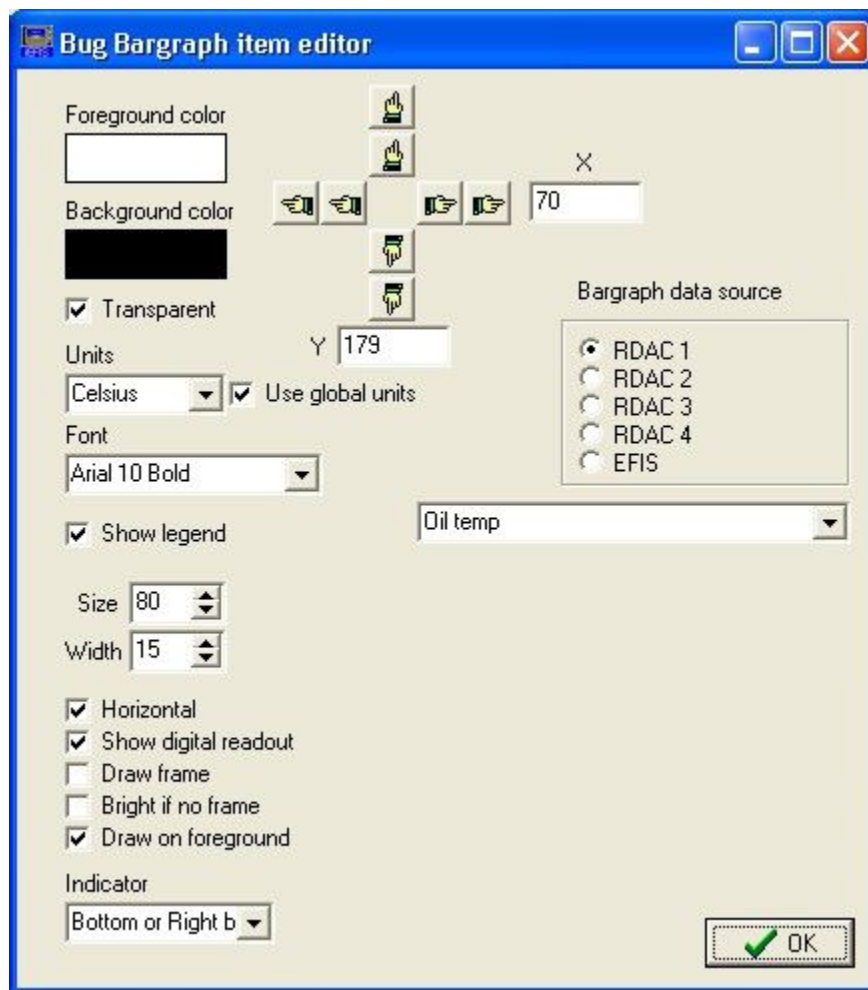 Bug Bargraph item editor
Foreground color
X
70
Background color
Transparent
Bargraph data source
Y 179
Units
RDAC 1
Celsius
Use global units
RDAC 2
RDAC 3
Font
RDAC 4
EFIS
Arial 10 Bold
Show legend
Oil temp
Size 80
Width 15
Horizontal
Show digital readout
Draw frame
Bright if no frame
Draw on foreground
Indicator
Bottom or Right b
OK